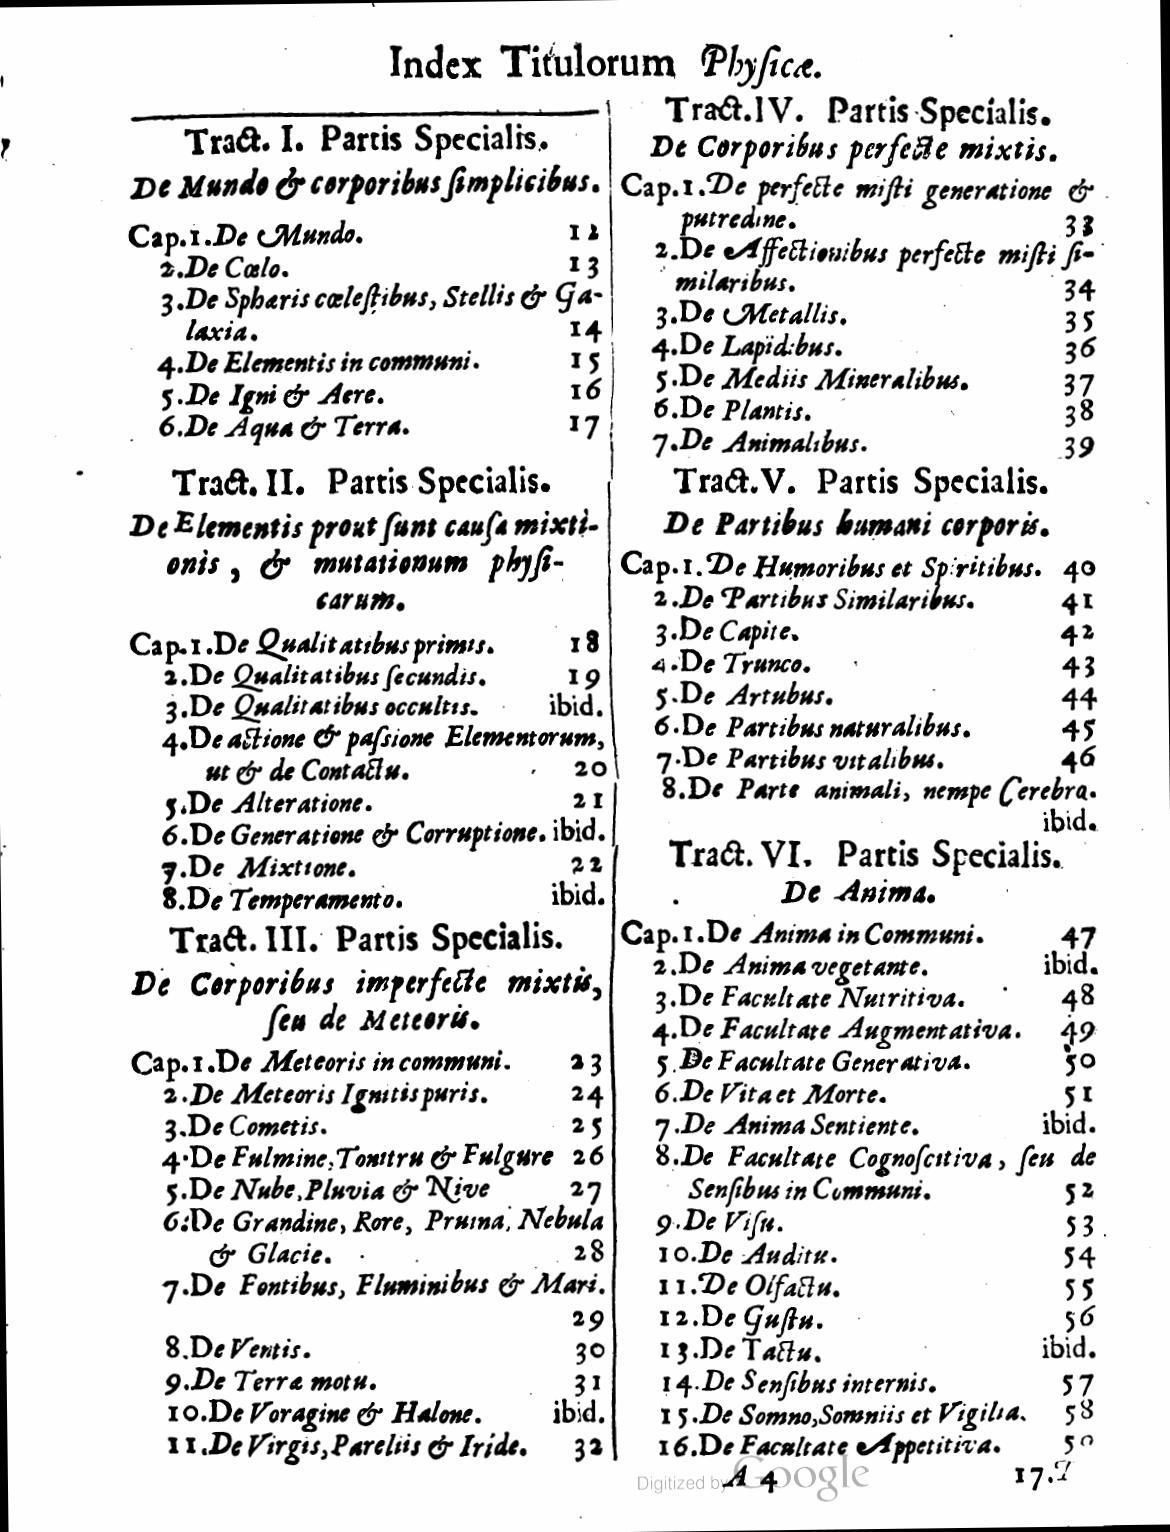 Index Titulorum Phyſicæ.
Tract. I. Partis Specialis.
De Mundo & corporibus ſimplicibus.
Cap.1.De Mundo. 12
2.De Cœlo. 13
3.De Sphæris cœleſtibus, Stellis & Ga-
laxia. 14
4.De Elementis in communi. 15
5.De Igni & Aere. 16
6.De Aqua & Terra. 17
Tract. II. Partis Specialis.
De Elementis prout ſunt cauſa mixti-
onis, & mutationum phyſi-
carum.
Cap.1.De Qualitatibus primis. 18
2.De Qualitatibus ſecundis. 19
3.De Qualitatibus occultis. ibid.
4.De actione & paſsione Elementorum,
ut & de Contactu. 20
5.De Alteratione. 21
6.De Generatione & Corruptione. ibid.
7.De Mixtione. 22
8.De Temperamento. ibid.
Tract. III. Partis Specialis.
De Corporibus imperfecte mixtis,
ſeu de Meteoris.
Cap.1.De Meteoris in communi. 23
2.De Meteoris Ignitis puris. 24
3.De Cometis. 25
4.De Fulmine, Tonitru & Fulgure 26
5.De Nube, Pluvia & Nive 27
6.De Grandine, Rore, Pruina, Nebula
& Glacie. 28
7.De Fontibus, Fluminibus & Mari.
29
8.De Ventis. 30
9.De Terræ motu. 31
10.De Voragine & Halone. ibid.
11.De Virgis, Pareliis & Iride. 32
Tract.IV. Partis Specialis.
De Corporibus perfecte mixtis.
Cap.1.De perfecte miſti generatione &
putredine. 33
2.De Affectionibus perfecte miſti ſi-
milaribus. 34
3.De Metallis. 35
4.De Lapidibus. 36
5.De Mediis Mineralibus. 37
6.De Plantis. 38
7.De Animalibus. 39
Tract.V. Partis Specialis.
De Partibus humani corporis.
Cap.1.De Humoribus et Spiritibus. 40
2.De Partibus Similaribus. 41
3.De Capite. 42
4.De Trunco. 43
5.De Artubus. 44
6.De Partibus naturalibus. 45
7.De Partibus vitalibus. 46
8.De Parte animali, nempe Cerebra.
ibid.
Tract. VI. Partis Specialis.
De Anima.
Cap.1.De Anima in Communi. 47
2.De Anima vegetante. ibid.
3.De Facultate Nutritiva. 48
4.De Facultate Augmentativa. 49
5.De Facultate Generativa. 50
6.De Vita et Morte. 51
7.De Anima Sentiente. ibid.
8.De Facultate Cognoſcitiva, ſeu de
Senſibus in Communi. 52
9.De Viſu. 53
10.De Auditu. 54
11.De Olfactu. 55
12.De Guſtu. 56
13.De Tactu. ibid.
14.De Senſibus internis. 57
15.De Somno, Somniis et Vigilia. 58
16.De Facultate Appetitiva.
A 4 17.
Digitized by Google